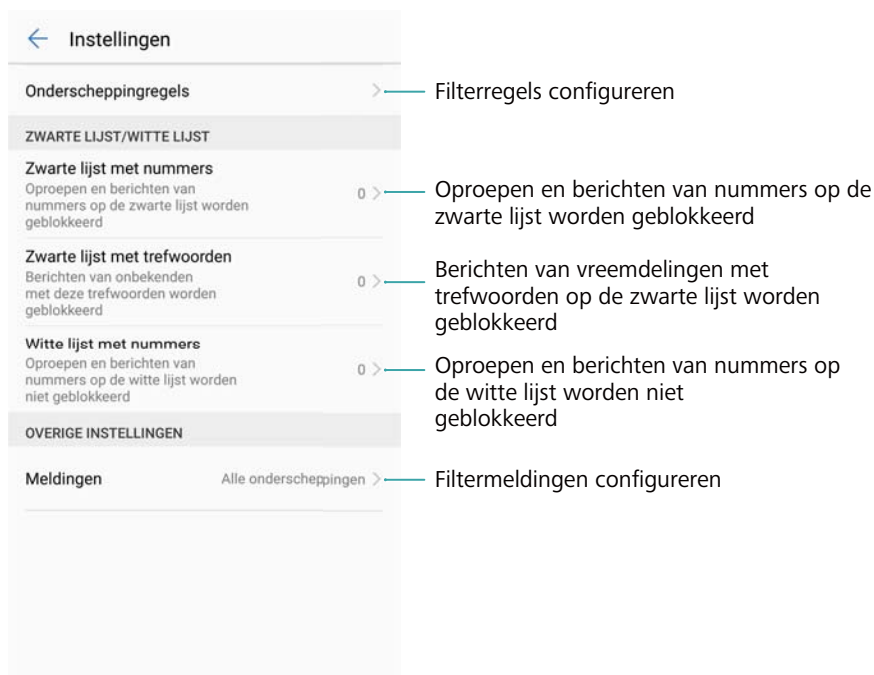 Instellingen
Onderscheppingregels
Filterregels configureren
ZWARTE LIJST/WITTE LIJST
Zwarte lijst met nummers
Oproepen en berichten van
nummers op de zwarte lijst worden
geblokkeerd
0
Oproepen en berichten van nummers op de
zwarte lijst worden geblokkeerd
Zwarte lijst met trefwoorden
Berichten van onbekenden
met deze trefwoorden worden
geblokkeerd
0
Berichten van vreemdelingen met
trefwoorden op de zwarte lijst worden
geblokkeerd
Witte lijst met nummers
Oproepen en berichten van
nummers op de witte lijst worden
niet geblokkeerd
0
Oproepen en berichten van nummers op
de witte lijst worden niet
geblokkeerd
OVERIGE INSTELLINGEN
Meldingen
Alle onderscheppingen
Filtermeldingen configureren